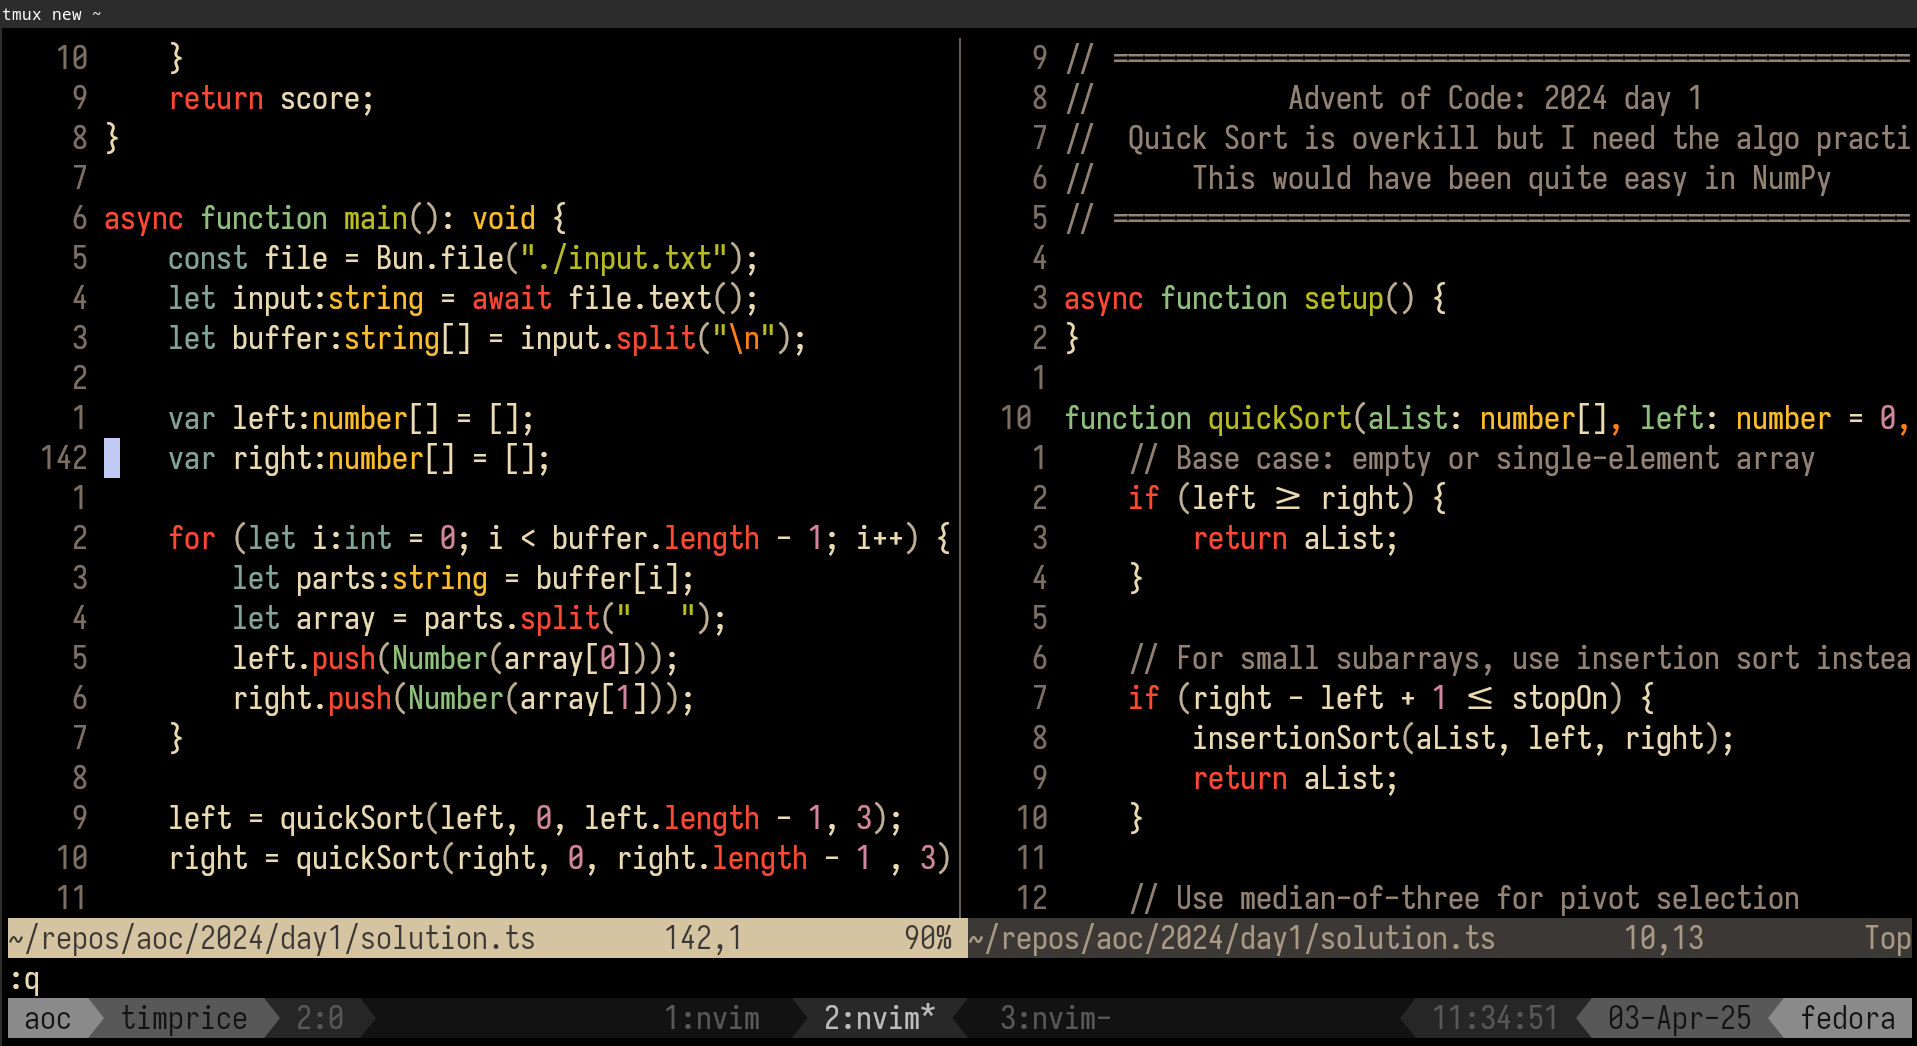 tmux new ~
10     }
9     return score;
8 }
7
6 async function main(): void {
5     const file = Bun.file("./input.txt");
4     let input:string = await file.text();
3     let buffer:string[] = input.split("\n");
2
1     var left:number[] = [];
142     var right:number[] = [];
1
2     for (let i:int = 0; i < buffer.length - 1; i++) {
3         let parts:string = buffer[i];
4         let array = parts.split("   ");
5         left.push(Number(array[0]));
6         right.push(Number(array[1]));
7     }
8
9     left = quickSort(left, 0, left.length - 1, 3);
10     right = quickSort(right, 0, right.length - 1 , 3)
11
~/repos/aoc/2024/day1/solution.ts        142,1          90%
9 // ==================================================
8 //            Advent of Code: 2024 day 1
7 //  Quick Sort is overkill but I need the algo practi
6 //      This would have been quite easy in NumPy
5 // ==================================================
4
3 async function setup() {
2 }
1
10 function quickSort(aList: number[], left: number = 0,
1     // Base case: empty or single-element array
2     if (left ≥ right) {
3         return aList;
4     }
5
6     // For small subarrays, use insertion sort instea
7     if (right - left + 1 ≤ stopOn) {
8         insertionSort(aList, left, right);
9         return aList;
10     }
11
12     // Use median-of-three for pivot selection
~/repos/aoc/2024/day1/solution.ts        10,13          Top
:q
aoc timprice 2:0 1:nvim 2:nvim* 3:nvim- 11:34:51 03-Apr-25 fedora